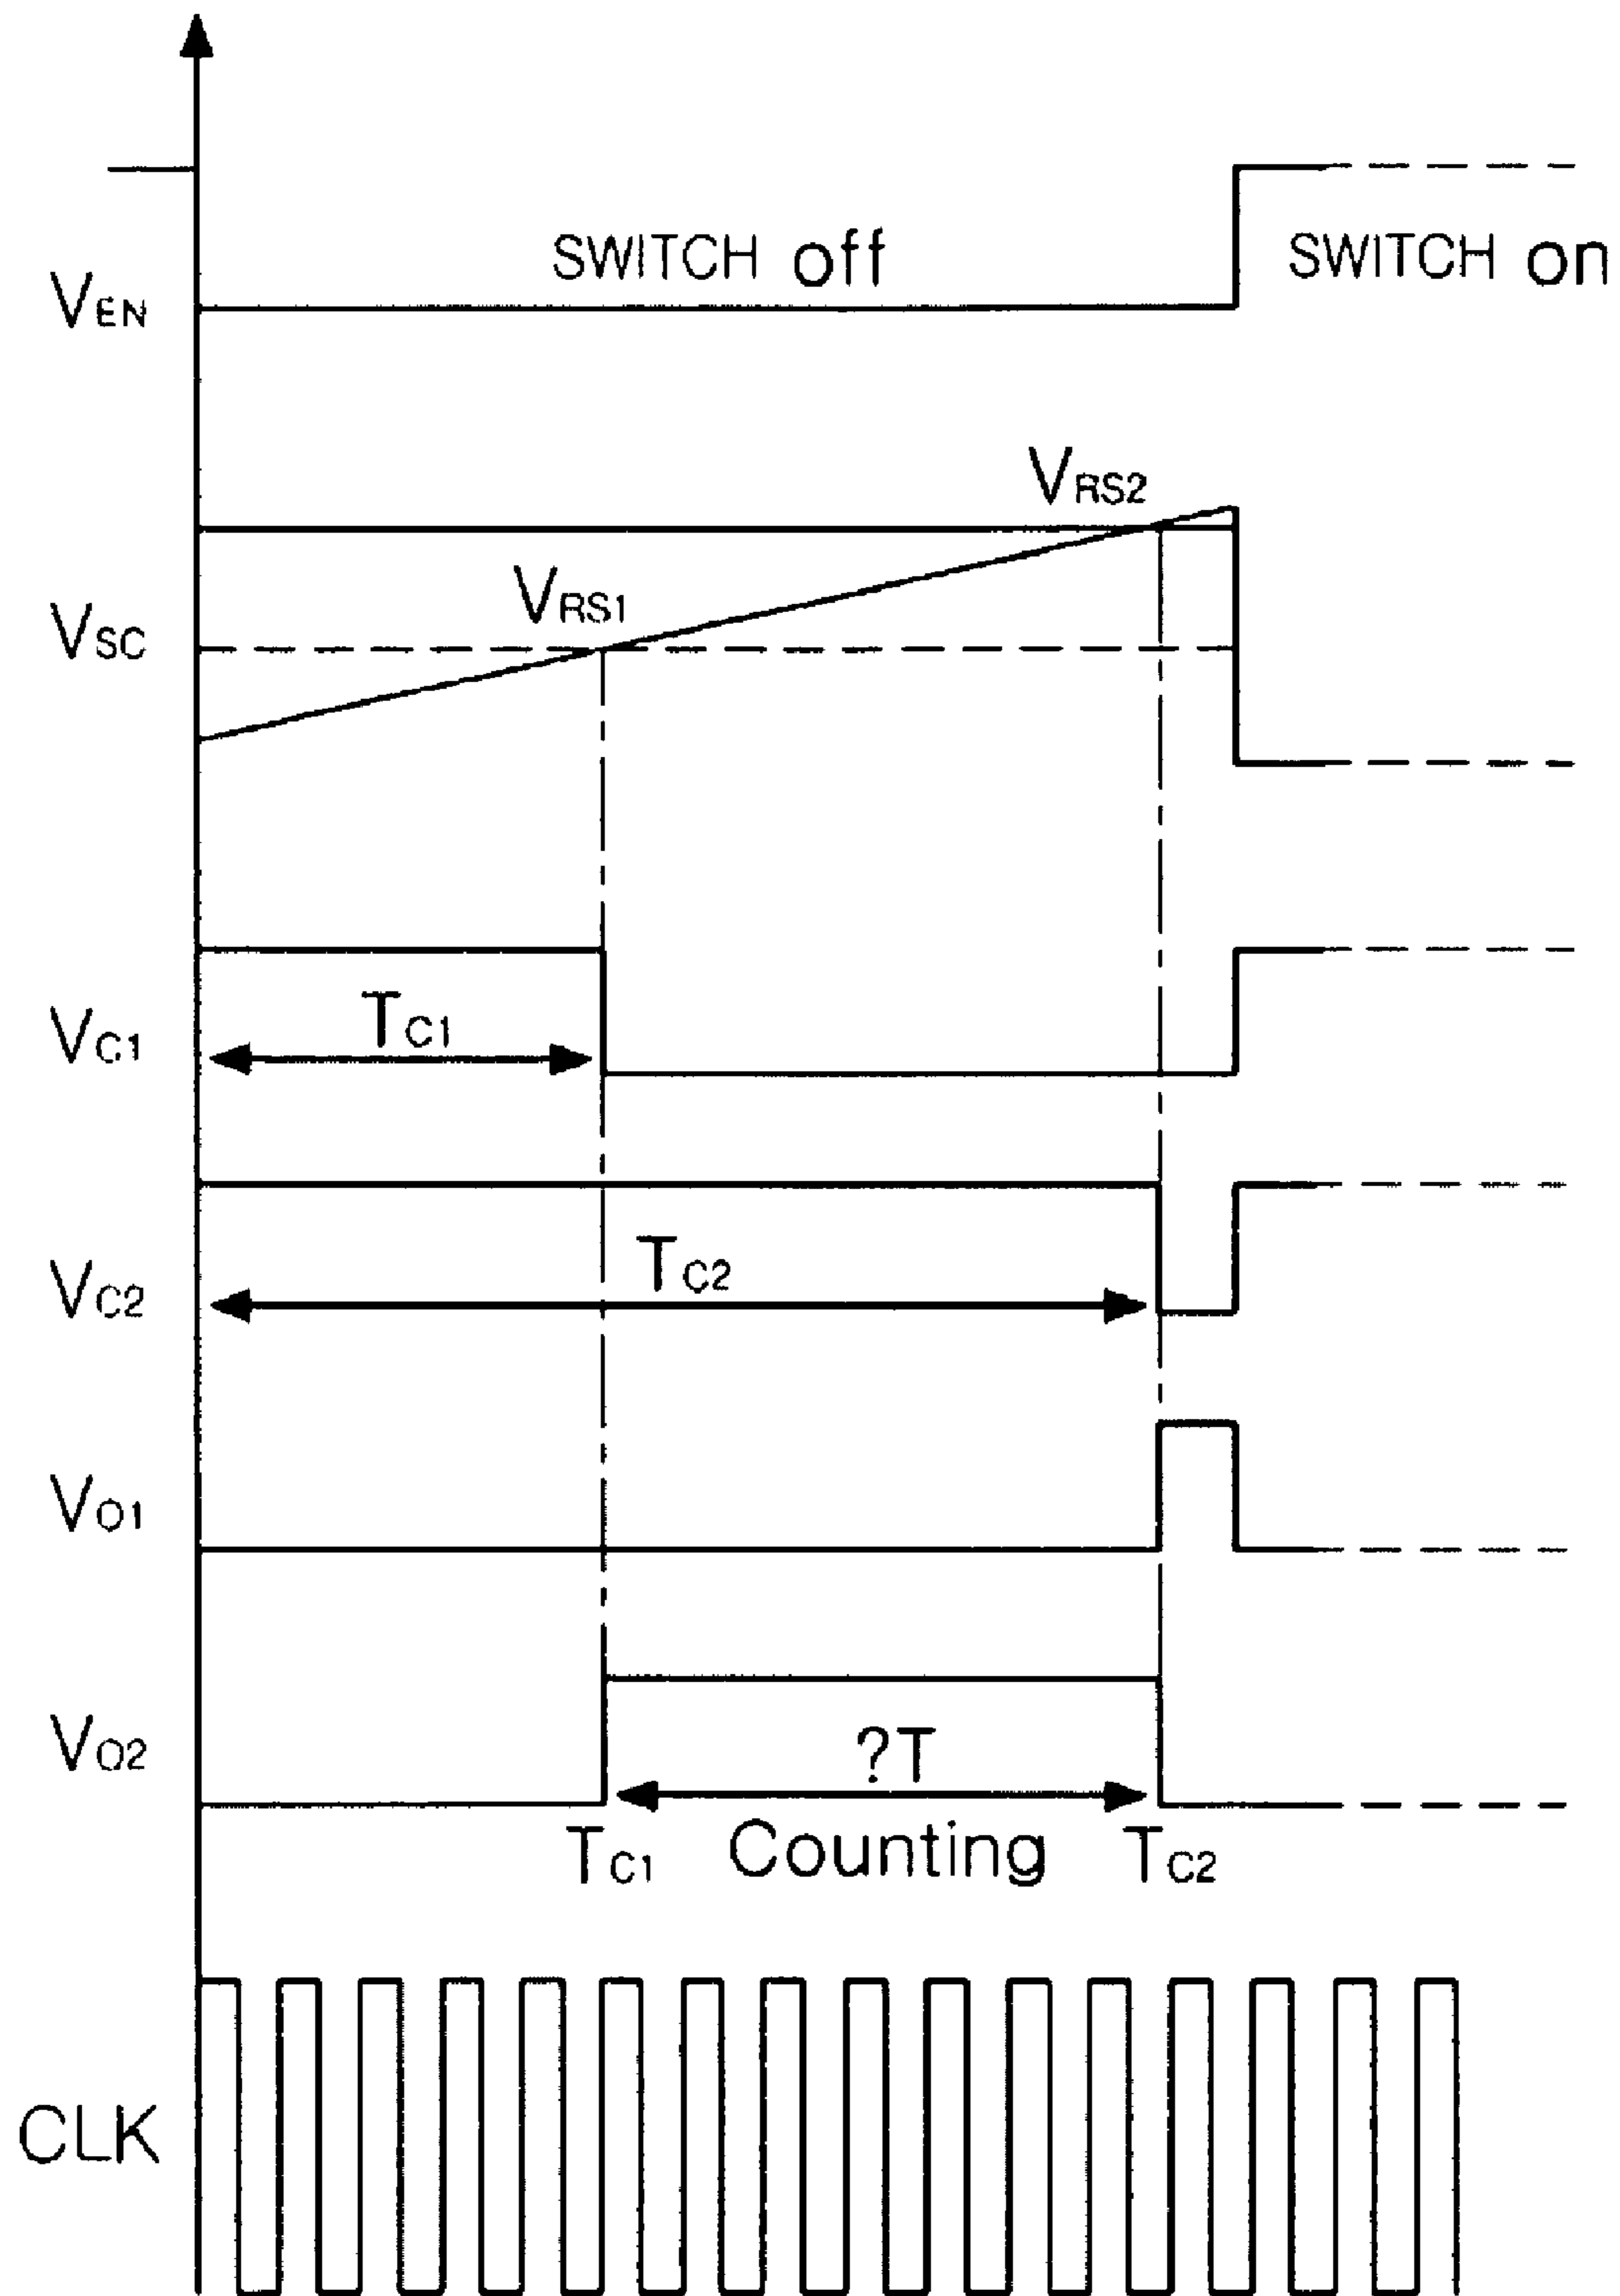 SWITCH off
SWITCH on
VEN
VRS2
VRS1
VSC
TC1
VC1
TC2
VC2
VO1
?T
VO2
TC1 Counting TC2
CLK